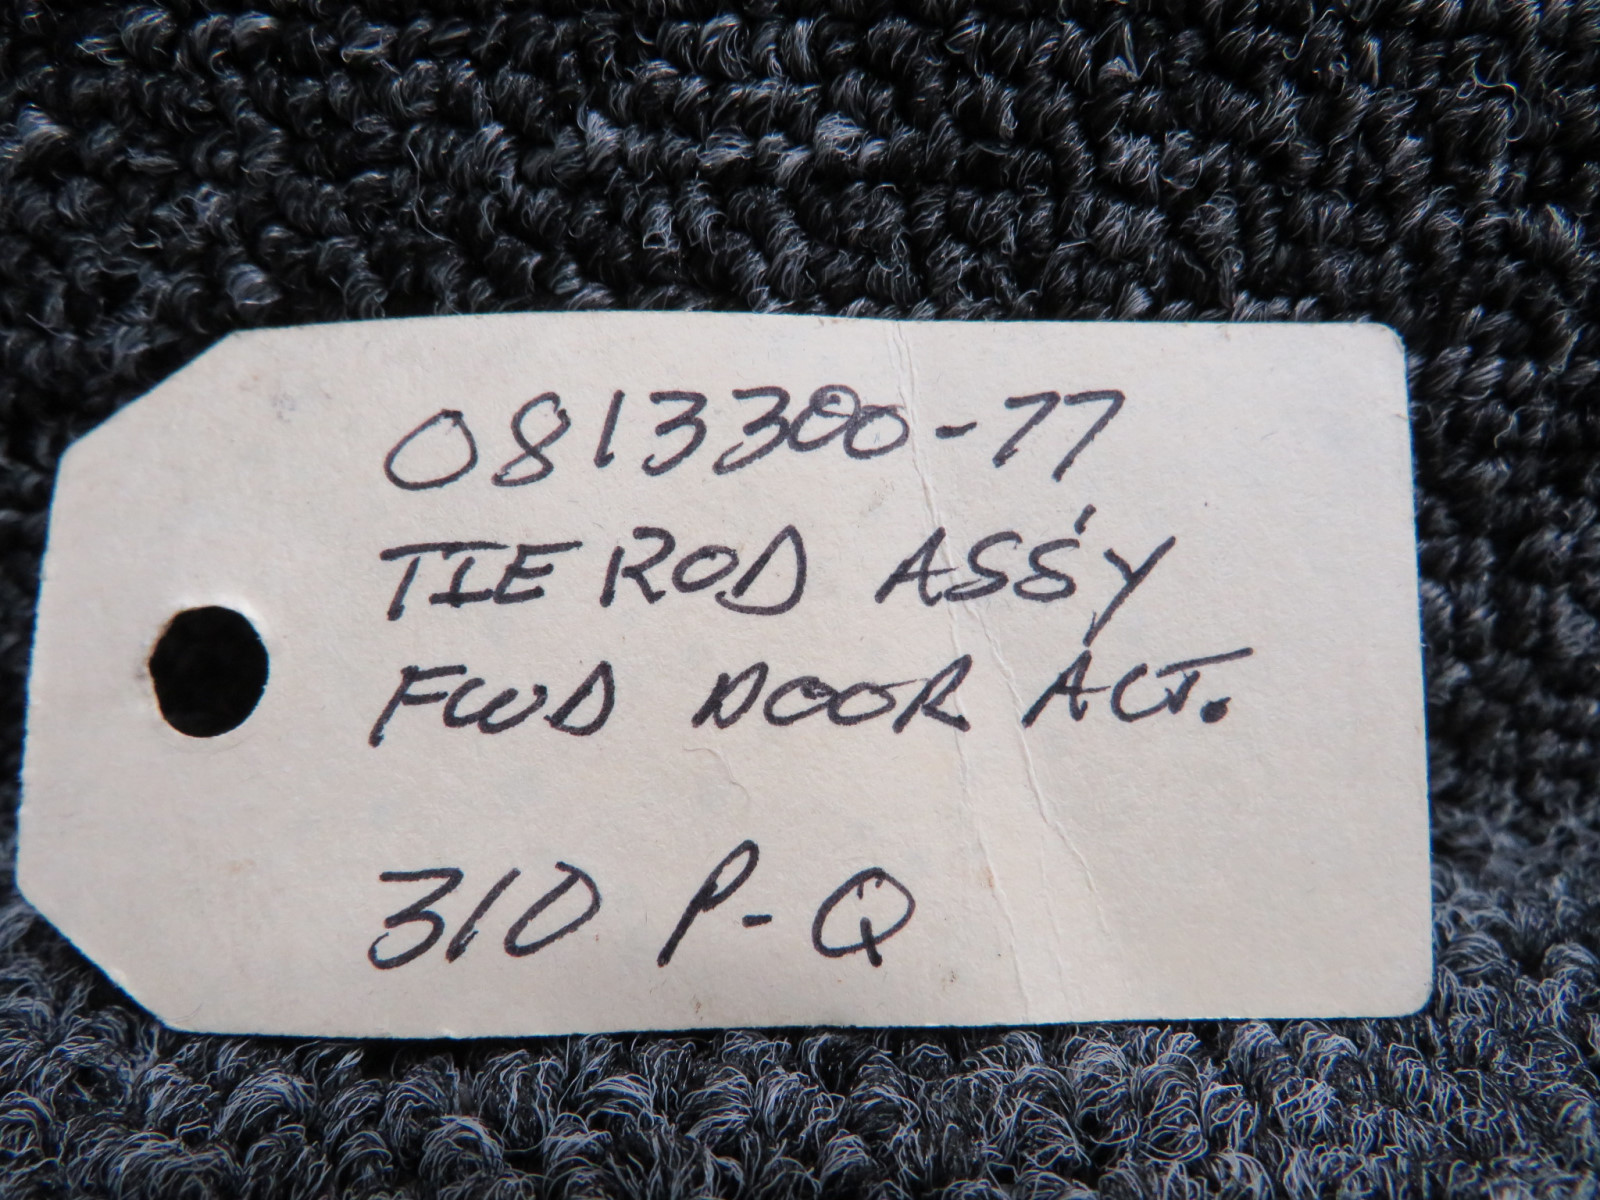 0813300-77
TIE ROD ASS'Y
FWD DOOR ACT.
310 P-Q